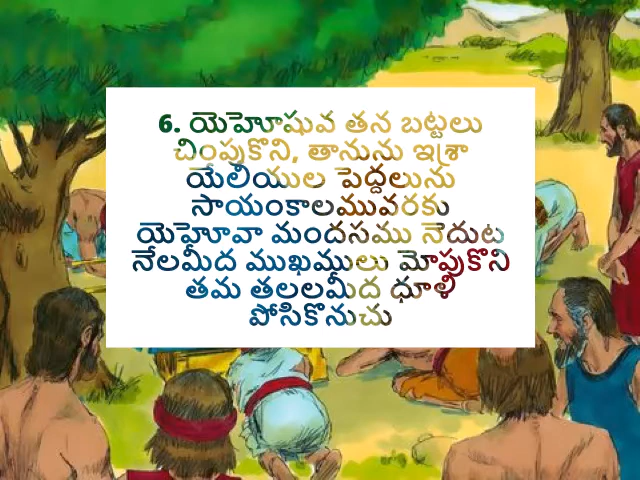 6. యెహెూషువ తన బట్టలు
చింపుకొని, తానును ఇశ్రా
యేలీయుల పెద్దలును
సాయంకాలమువరకు
యెహెూవా మందసము నెదుట
నేలమీద ముఖములు మోపుకొని
తమ తలలమీద ధూళి
పోసికొనుచు